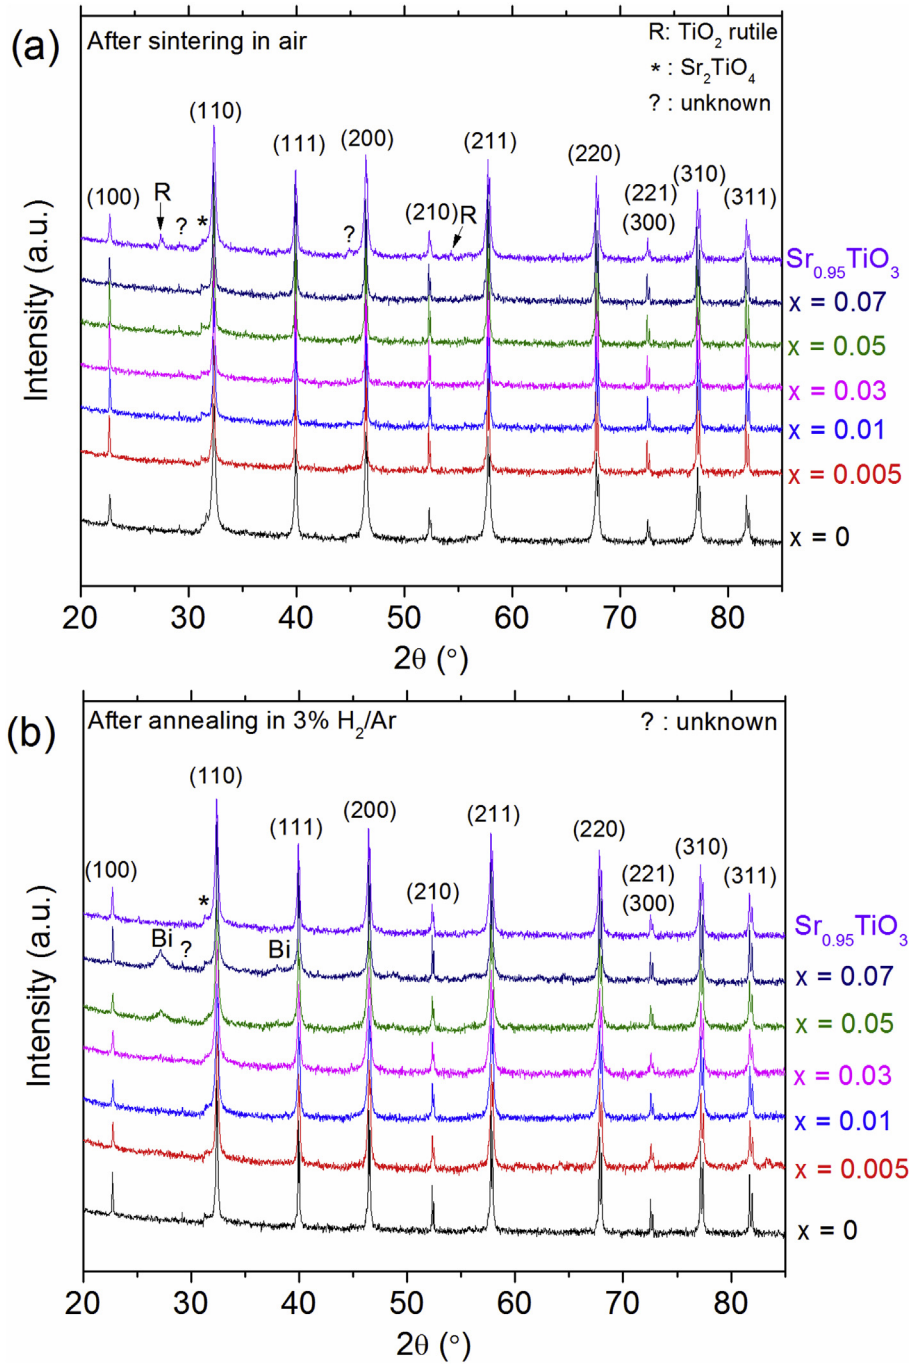 (a)
After sintering in air
R: TiO₂ rutile
* : Sr₂TiO₄
? : unknown
(100)
R
?
*
(110)
(111)
?
(200)
(210)
R
(211)
(220)
(221)
(300)
(310)
(311)
Sr₀.₉₅TiO₃
x = 0.07
x = 0.05
x = 0.03
x = 0.01
x = 0.005
x = 0
Intensity (a.u.)
20 30 40 50 60 70 80
2θ (°)
(b)
After annealing in 3% H₂/Ar
? : unknown
(100)
Bi
?
*
(110)
Bi
(111)
(200)
(210)
(211)
(220)
(221)
(300)
(310)
(311)
Sr₀.₉₅TiO₃
x = 0.07
x = 0.05
x = 0.03
x = 0.01
x = 0.005
x = 0
Intensity (a.u.)
20 30 40 50 60 70 80
2θ (°)